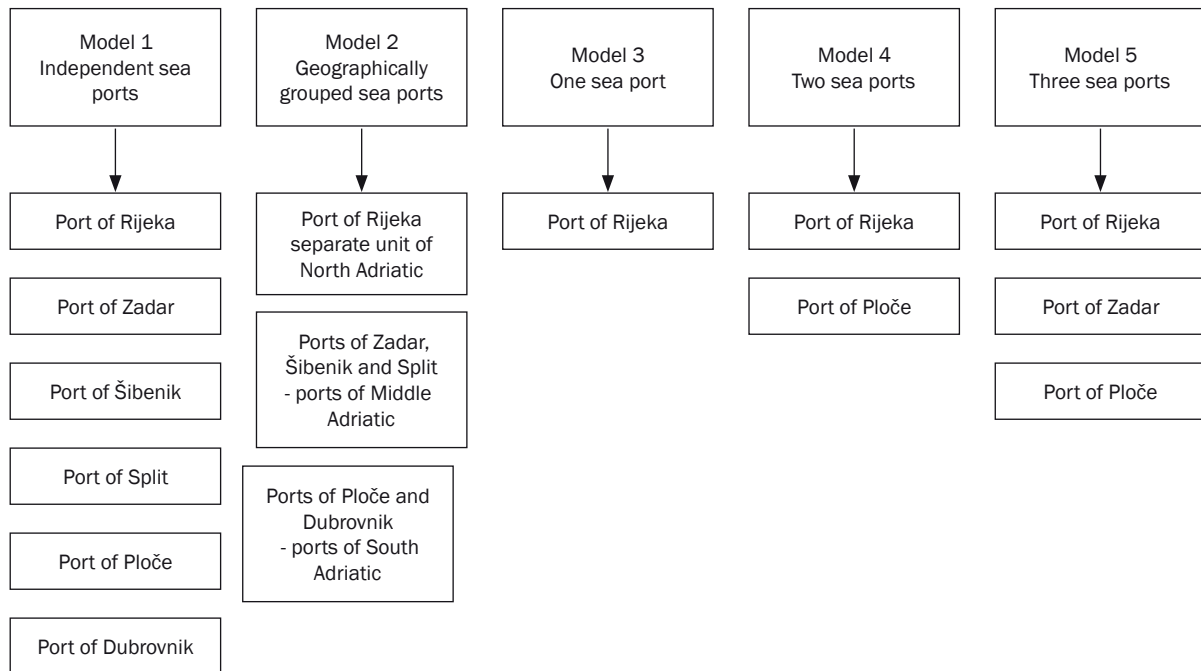 Model 1
Independent sea
ports
Model 2
Geographically
grouped sea ports
Model 3
One sea port
Model 4
Two sea ports
Model 5
Three sea ports
Port of Rijeka
Port of Zadar
Port of Šibenik
Port of Split
Port of Ploče
Port of Dubrovnik
Port of Rijeka
separate unit of
North Adriatic
Ports of Zadar,
Šibenik and Split
- ports of Middle
Adriatic
Ports of Ploče and
Dubrovnik
- ports of South
Adriatic
Port of Rijeka
Port of Rijeka
Port of Ploče
Port of Rijeka
Port of Zadar
Port of Ploče